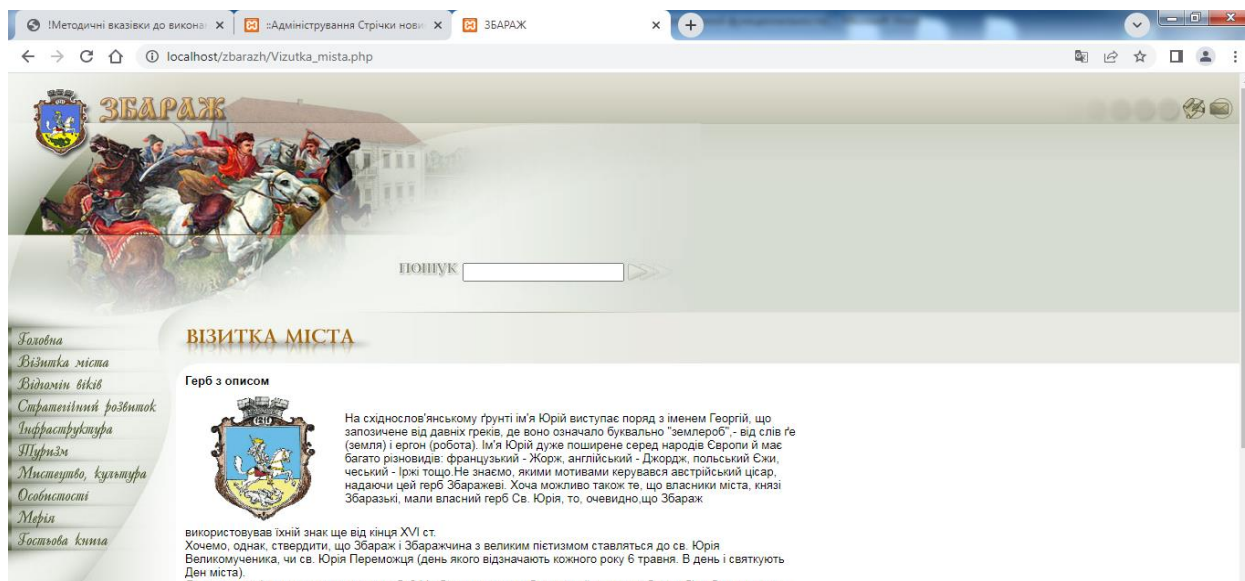 !Методичні вказівки до викона
::Адміністрування Стрічки нови
ЗБАРАЖ
localhost/zbarazh/Vizutka_mista.php
ЗБАРАЖ
ПОШУК
Головна
Візитка міста
Відгомін віків
Стратегічний розвиток
Інфраструктура
Туризм
Мистецтво, культура
Особистості
Мерія
Гостьова книга
ВІЗИТКА МІСТА
Герб з описом
На східнослов'янському ґрунті ім'я Юрій виступає поряд з іменем Георгій, що
запозичене від давніх греків, де воно означало буквально "землероб",- від слів ґе
(земля) і ергон (робота). Ім'я Юрій дуже поширене серед народів Європи й має
багато різновидів: французький - Жорж, англійський - Джордж, польський Єжи,
чеський - Іржі тощо.Не знаємо, якими мотивами керувався австрійський цісар,
надаючи цей герб Збаражеві. Хоча можливо також те, що власники міста, князі
Збаразькі, мали власний герб Св. Юрія, то, очевидно,що Збараж
використовував їхній знак ще від кінця XVI ст.
Хочемо, однак, ствердити, що Збараж і Збаражчина з великим пієтизмом ставляться до св. Юрія
Великомученика, чи св. Юрія Переможця (день якого відзначають кожного року 6 травня. В день і святкують
Ден міста).